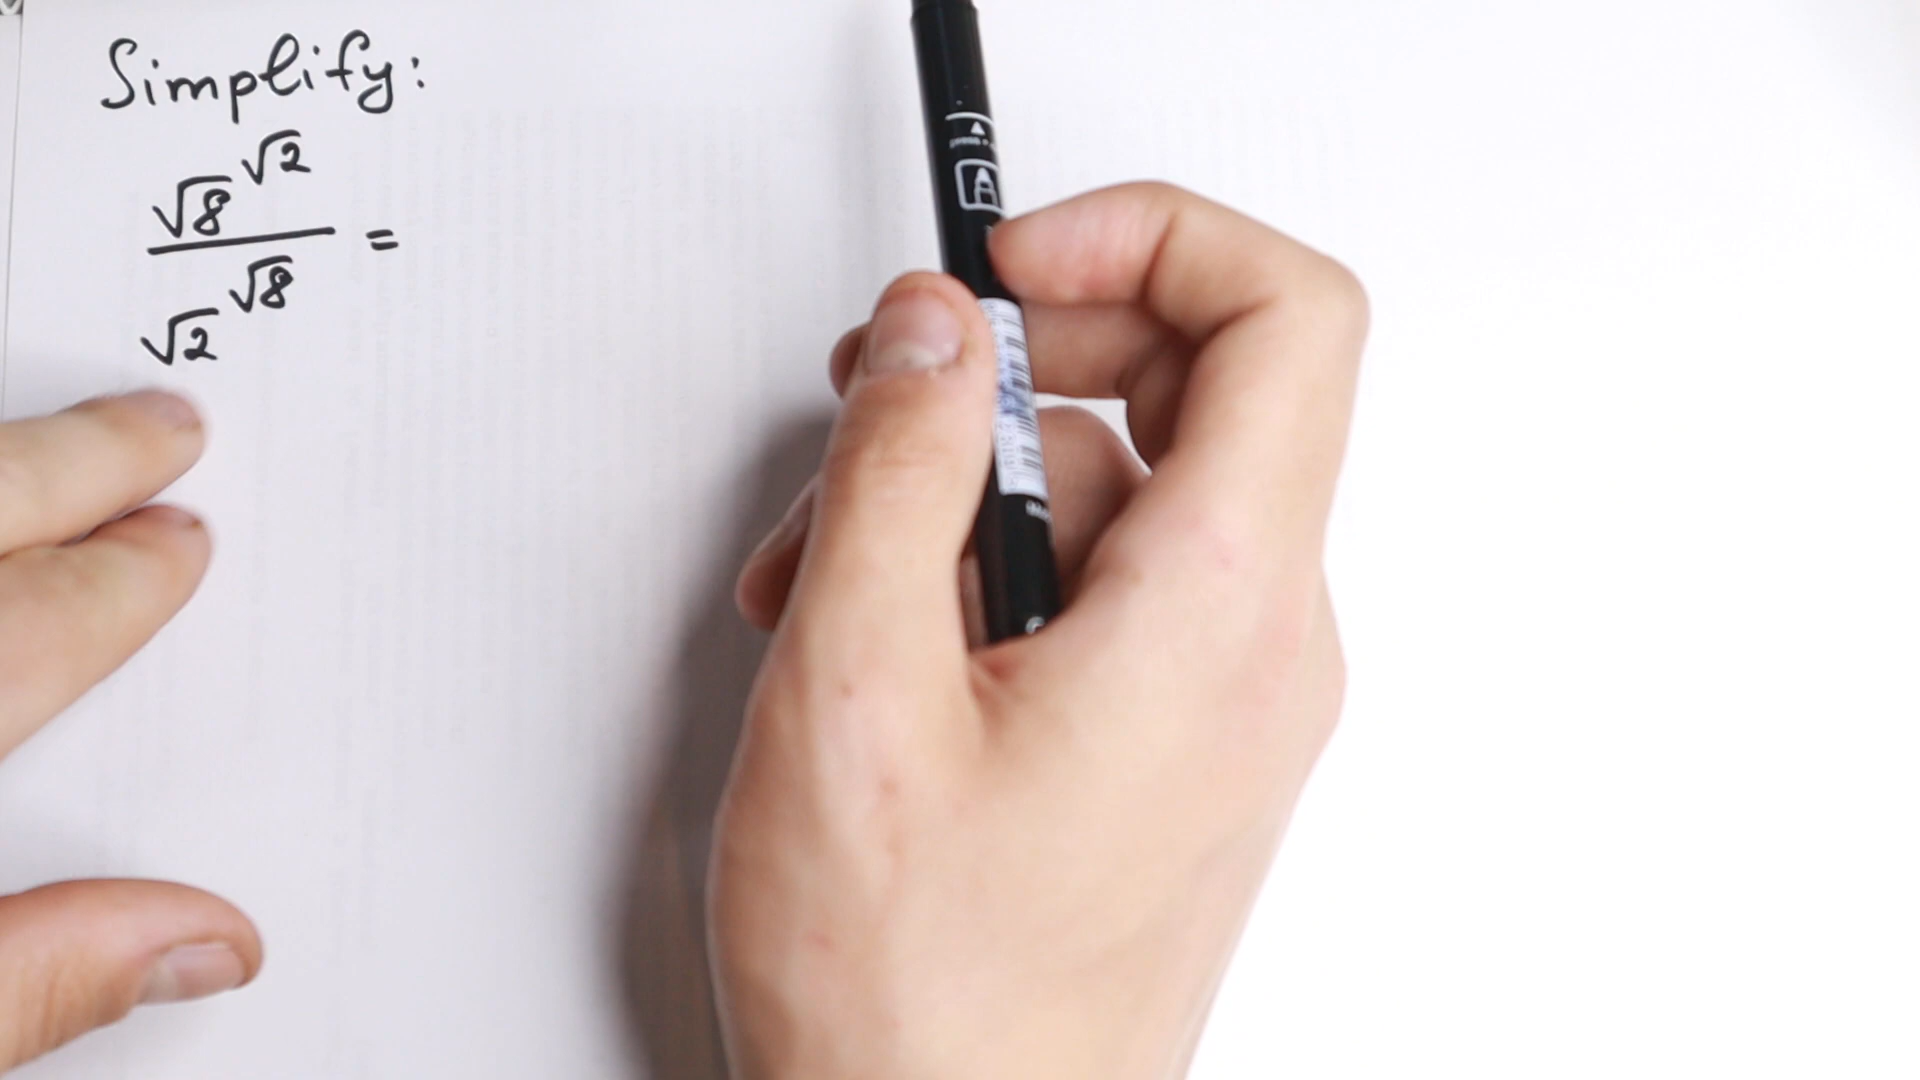 Simplify:
√8^√2
/ √2^√8 =
A